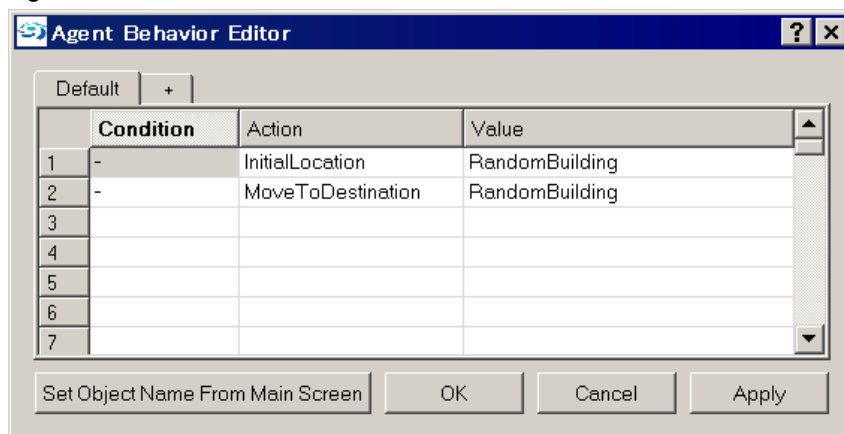 Agent Behavior Editor
? ×
Default +
Condition Action Value
1 - InitialLocation RandomBuilding
2 - MoveToDestination RandomBuilding
3
4
5
6
7
Set Object Name From Main Screen OK Cancel Apply